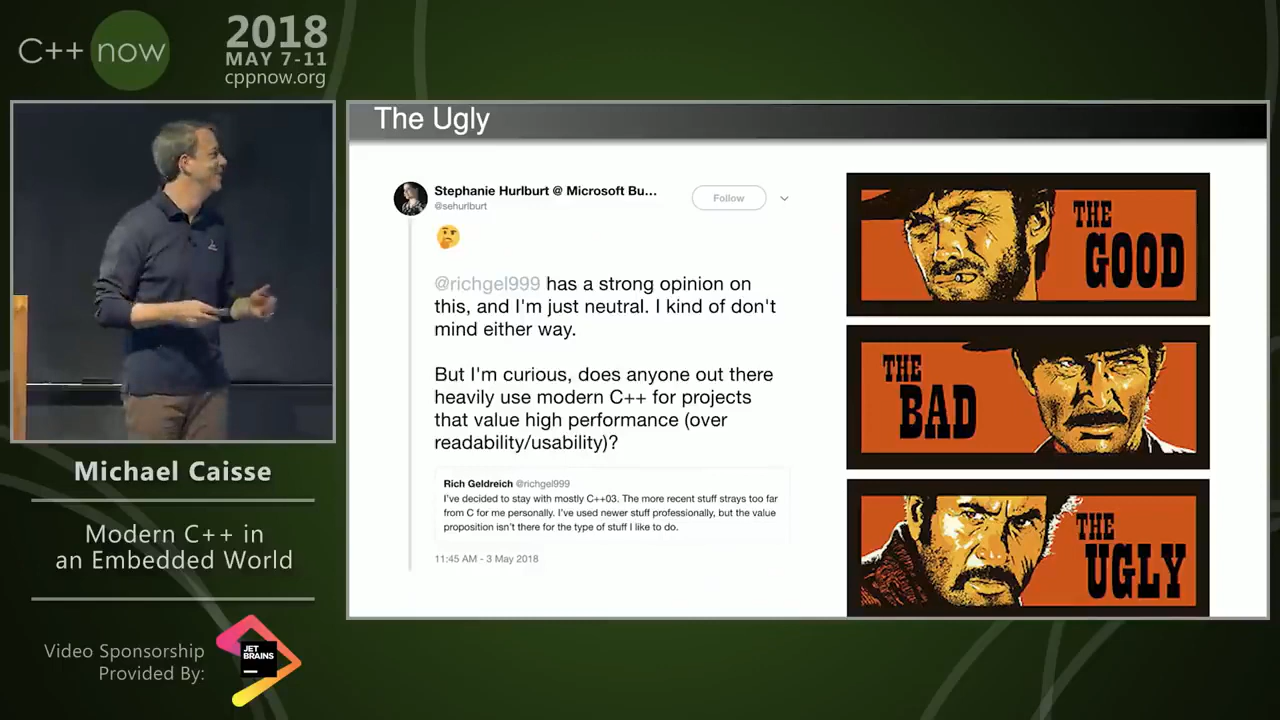 C++ now
2018
MAY 7-11
cppnow.org
The Ugly
Stephanie Hurlburt @ Microsoft Bu...
@sehurlburt
Follow
@richgel999 has a strong opinion on
this, and I'm just neutral. I kind of don't
mind either way.
But I'm curious, does anyone out there
heavily use modern C++ for projects
that value high performance (over
readability/usability)?
Rich Geldreich @richgel999
I've decided to stay with mostly C++03. The more recent stuff strays too far
from C for me personally. I've used newer stuff professionally, but the value
proposition isn't there for the type of stuff I like to do.
11:45 AM - 3 May 2018
THE
GOOD
THE
BAD
THE
UGLY
Michael Caisse
Modern C++ in
an Embedded World
Video Sponsorship
Provided By:
JET
BRAINS